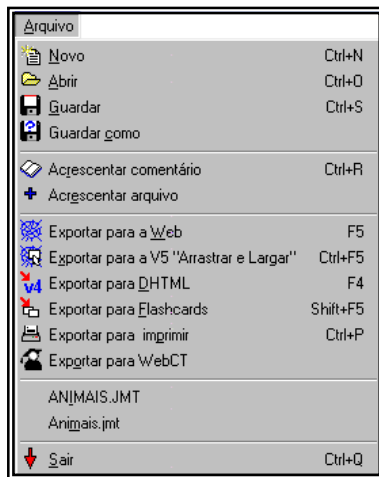 Arquivo
Novo Ctrl+N
Abrir Ctrl+O
Guardar Ctrl+S
Guardar como
Acrescentar comentário Ctrl+R
Acrescentar arquivo
Exportar para a Web F5
Exportar para a V5 "Arrastrar e Largar" Ctrl+F5
v4 Exportar para DHTML F4
Exportar para Flashcards Shift+F5
Exportar para imprimir Ctrl+P
Exportar para WebCT
ANIMAIS.JMT
Animais.jmt
Sair Ctrl+Q